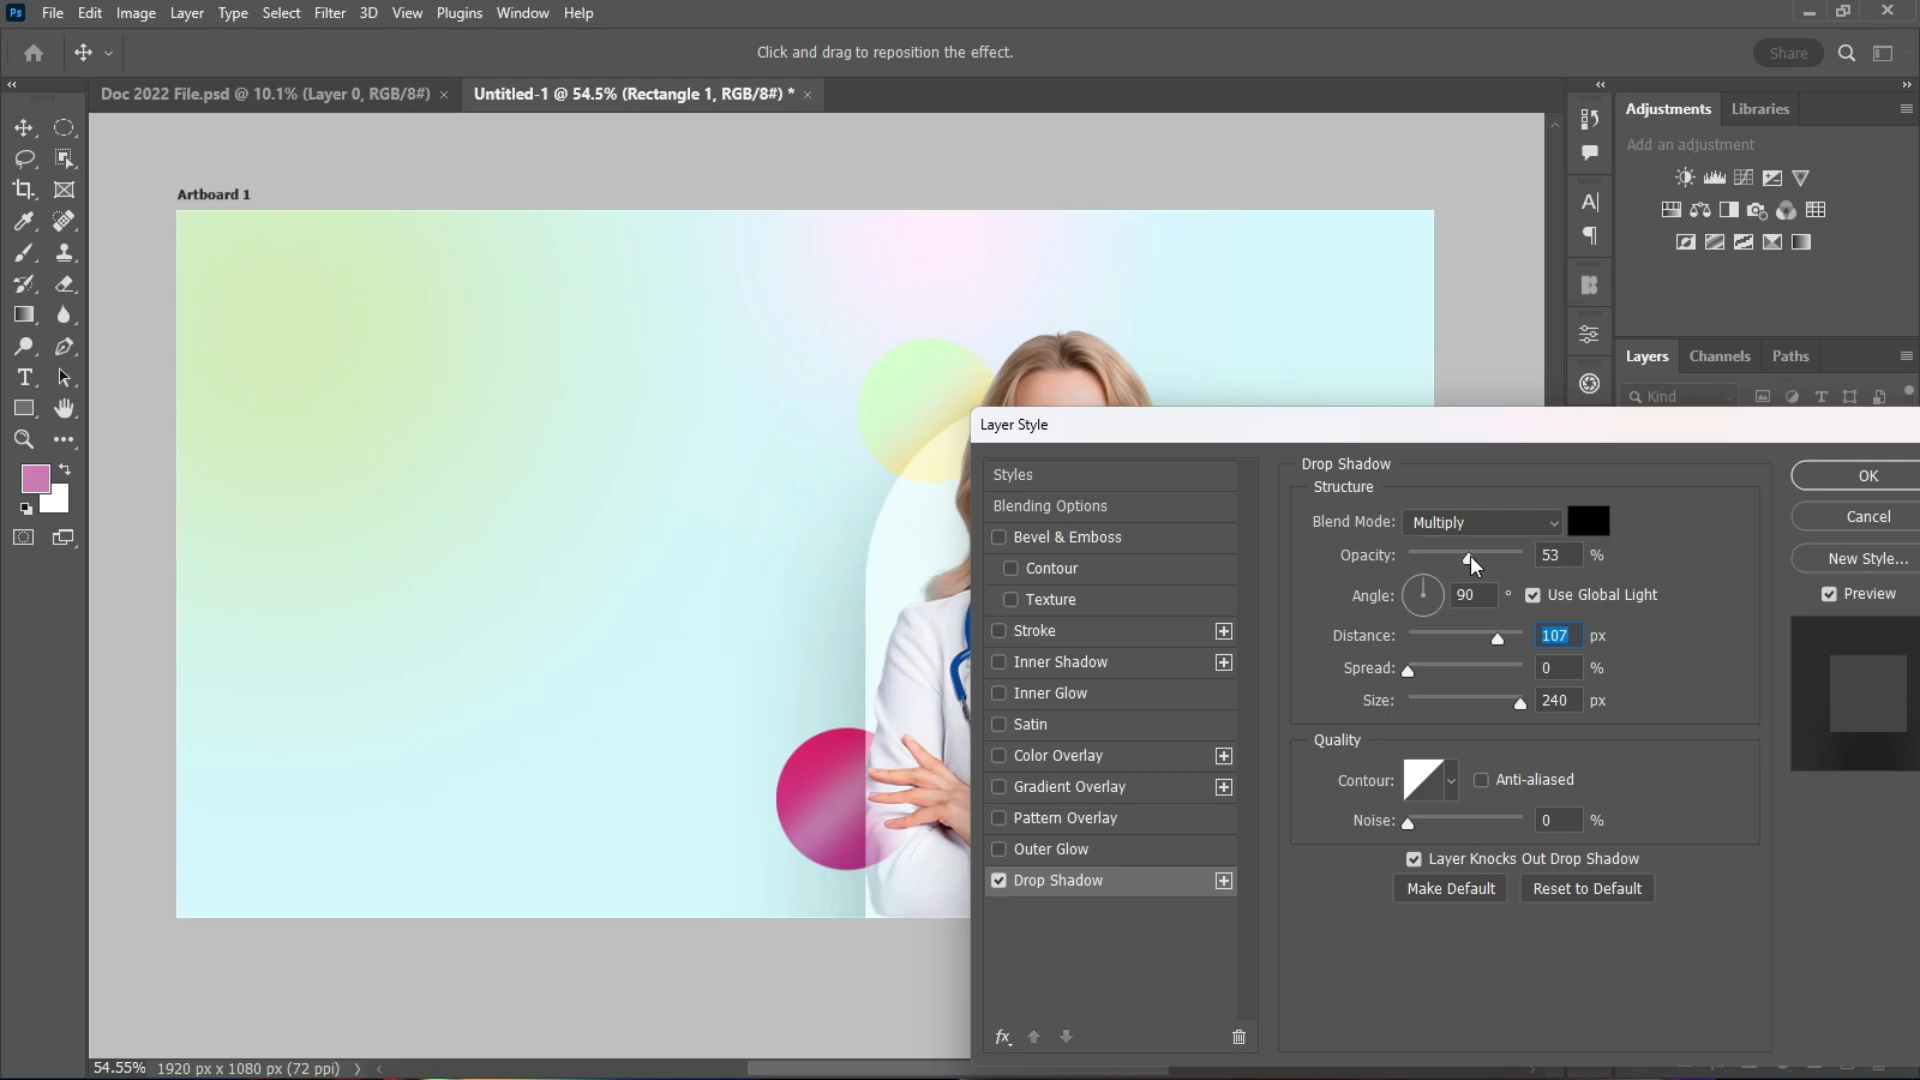 Ps File Edit Image Layer Type Select Filter 3D View Plugins Window Help
Click and drag to reposition the effect.
Share
Doc 2022 File.psd @ 10.1% (Layer 0, RGB/8#) ×
Untitled-1 @ 54.5% (Rectangle 1, RGB/8#) * ×
Adjustments Libraries
Add an adjustment
Artboard 1
Layers Channels Paths
Kind
Layer Style
Styles
Blending Options
Bevel & Emboss
Contour
Texture
Stroke
Inner Shadow
Inner Glow
Satin
Color Overlay
Gradient Overlay
Pattern Overlay
Outer Glow
Drop Shadow
fx
Drop Shadow
Structure
Blend Mode: Multiply
Opacity: 53 %
Angle: 90 ° Use Global Light
Distance: 107 px
Spread: 0 %
Size: 240 px
Quality
Contour: Anti-aliased
Noise: 0 %
Layer Knocks Out Drop Shadow
Make Default Reset to Default
OK
Cancel
New Style...
Preview
54.55% 1920 px x 1080 px (72 ppi)